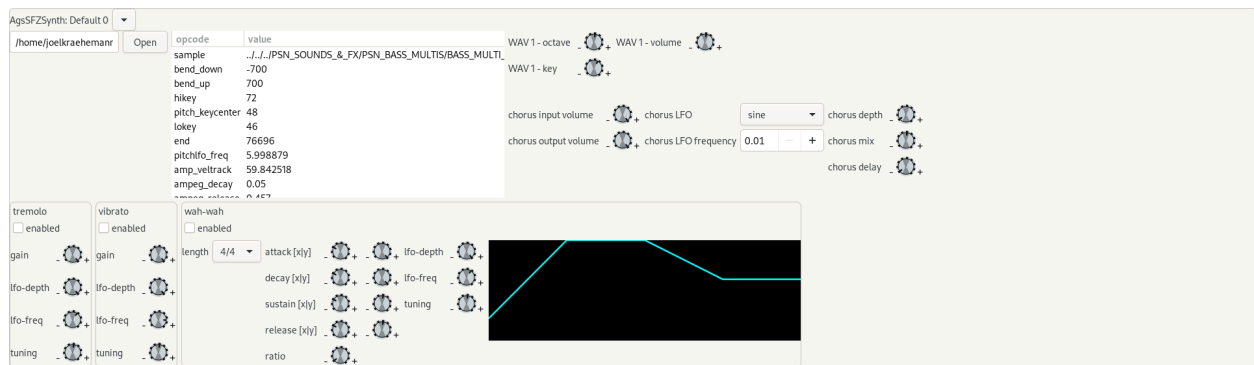 AgsSFZSynth: Default 0
/home/joelkraehemanr Open
opcode value
sample ../../../PSN_SOUNDS_&_FX/PSN_BASS_MULTIS/BASS_MULTI_
bend_down -700
bend_up 700
hikey 72
pitch_keycenter 48
lokey 46
end 76696
pitchlfo_freq 5.998879
amp_veltrack 59.842518
ampeg_decay 0.05
ampeg_release 0.457
WAV 1 - octave - + WAV 1 - volume - +
WAV 1 - key - +
chorus input volume - + chorus LFO sine chorus depth - +
chorus output volume - + chorus LFO frequency 0.01 − + chorus mix - +
chorus delay - +
tremolo
enabled
gain - +
lfo-depth - +
lfo-freq - +
tuning - +
vibrato
enabled
gain - +
lfo-depth - +
lfo-freq - +
tuning - +
wah-wah
enabled
length 4/4 attack [x|y] - + - + lfo-depth - +
decay [x|y] - + - + lfo-freq - +
sustain [x|y] - + - + tuning - +
release [x|y] - + - +
ratio - +